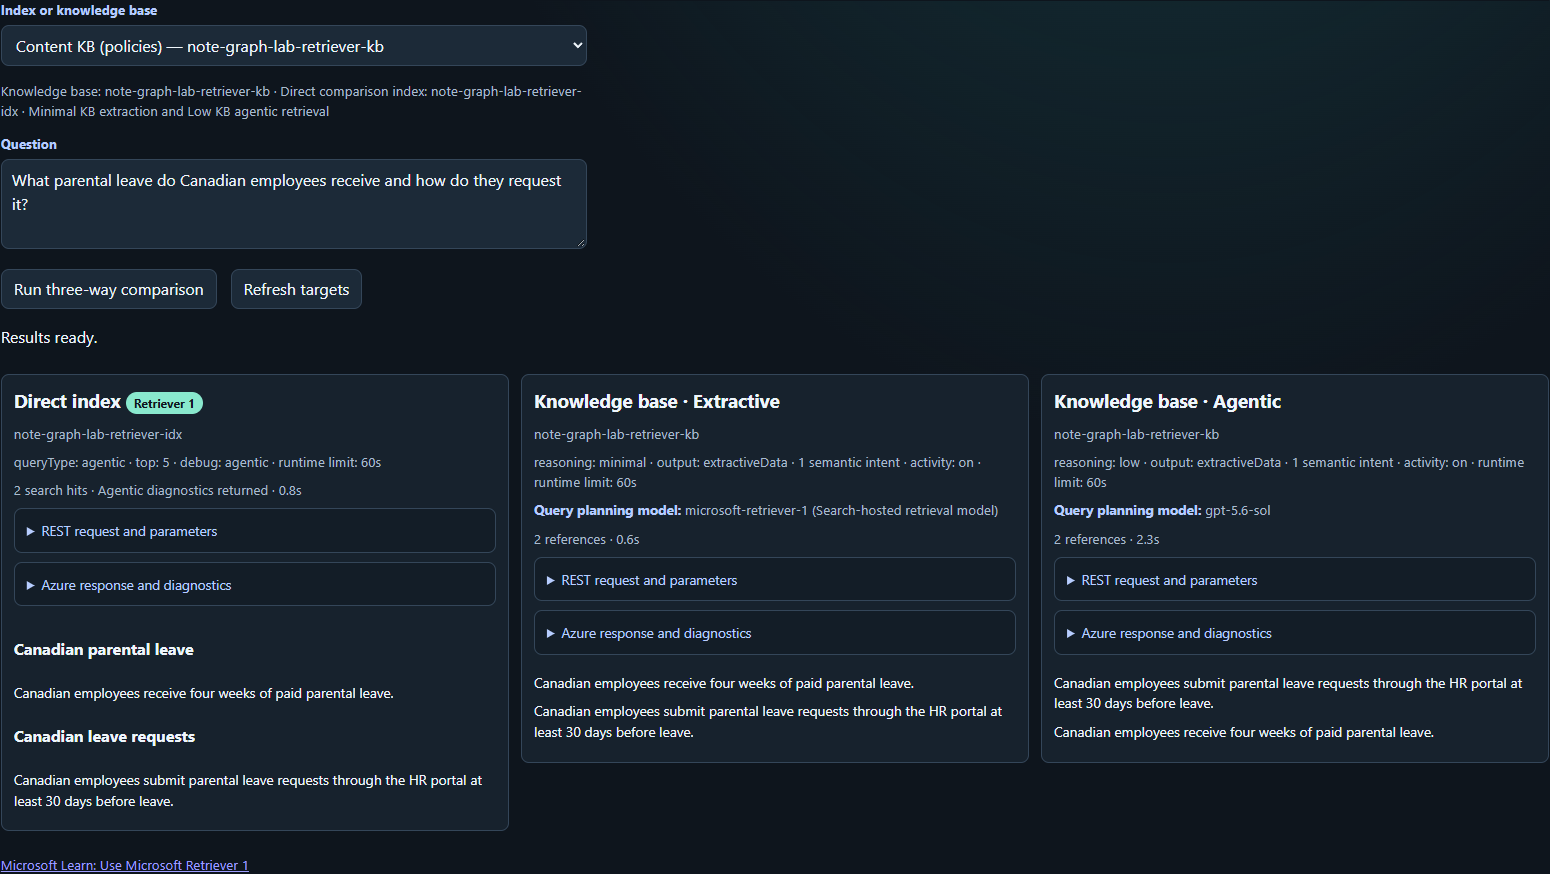 Index or knowledge base
Content KB (policies) — note-graph-lab-retriever-kb
Knowledge base: note-graph-lab-retriever-kb · Direct comparison index: note-graph-lab-retriever-
idx · Minimal KB extraction and Low KB agentic retrieval
Question
What parental leave do Canadian employees receive and how do they request
it?
Run three-way comparison
Refresh targets
Results ready.
Direct index Retriever 1
note-graph-lab-retriever-idx
queryType: agentic · top: 5 · debug: agentic · runtime limit: 60s
2 search hits · Agentic diagnostics returned · 0.8s
REST request and parameters
Azure response and diagnostics
Canadian parental leave
Canadian employees receive four weeks of paid parental leave.
Canadian leave requests
Canadian employees submit parental leave requests through the HR portal at
least 30 days before leave.
Knowledge base · Extractive
note-graph-lab-retriever-kb
reasoning: minimal · output: extractiveData · 1 semantic intent · activity: on ·
runtime limit: 60s
Query planning model: microsoft-retriever-1 (Search-hosted retrieval model)
2 references · 0.6s
REST request and parameters
Azure response and diagnostics
Canadian employees receive four weeks of paid parental leave.
Canadian employees submit parental leave requests through the HR portal at
least 30 days before leave.
Knowledge base · Agentic
note-graph-lab-retriever-kb
reasoning: low · output: extractiveData · 1 semantic intent · activity: on · runtime
limit: 60s
Query planning model: gpt-5.6-sol
2 references · 2.3s
REST request and parameters
Azure response and diagnostics
Canadian employees submit parental leave requests through the HR portal at
least 30 days before leave.
Canadian employees receive four weeks of paid parental leave.
Microsoft Learn: Use Microsoft Retriever 1